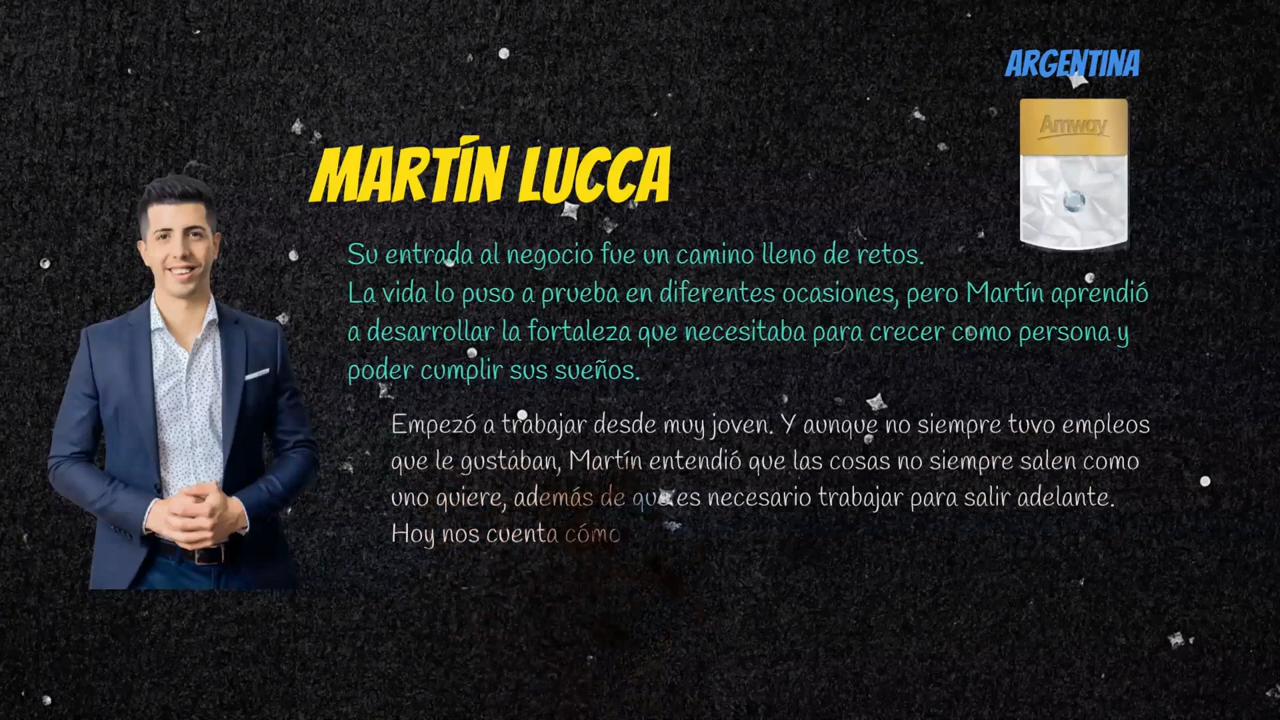 ARGENTINA
Amway
MARTÍN LUCCA
Su entrada al negocio fue un camino lleno de retos.
La vida lo puso a prueba en diferentes ocasiones, pero Martín aprendió
a desarrollar la fortaleza que necesitaba para crecer como persona y
poder cumplir sus sueños.
Empezó a trabajar desde muy joven. Y aunque no siempre tuvo empleos
que le gustaban, Martín entendió que las cosas no siempre salen como
uno quiere, además de que es necesario trabajar para salir adelante.
Hoy nos cuenta cómo